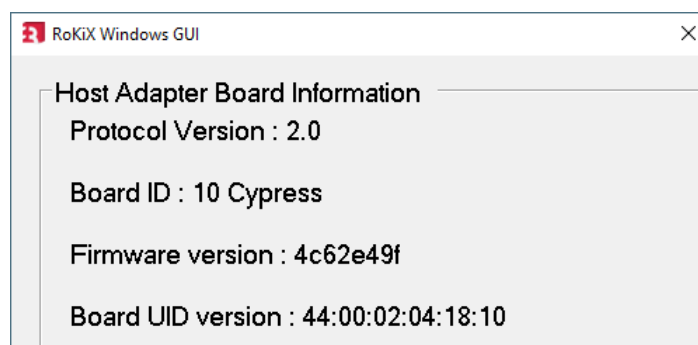 RoKiX Windows GUI
Host Adapter Board Information
Protocol Version : 2.0
Board ID : 10 Cypress
Firmware version : 4c62e49f
Board UID version : 44:00:02:04:18:10